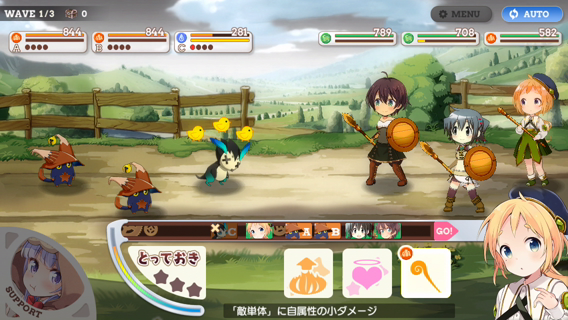 WAVE 1/3 0 MENU AUTO
844 844 281 789 708 582
A B C
C A B GO!
とっておき
SUPPORT
「敵単体」に自属性の小ダメージ